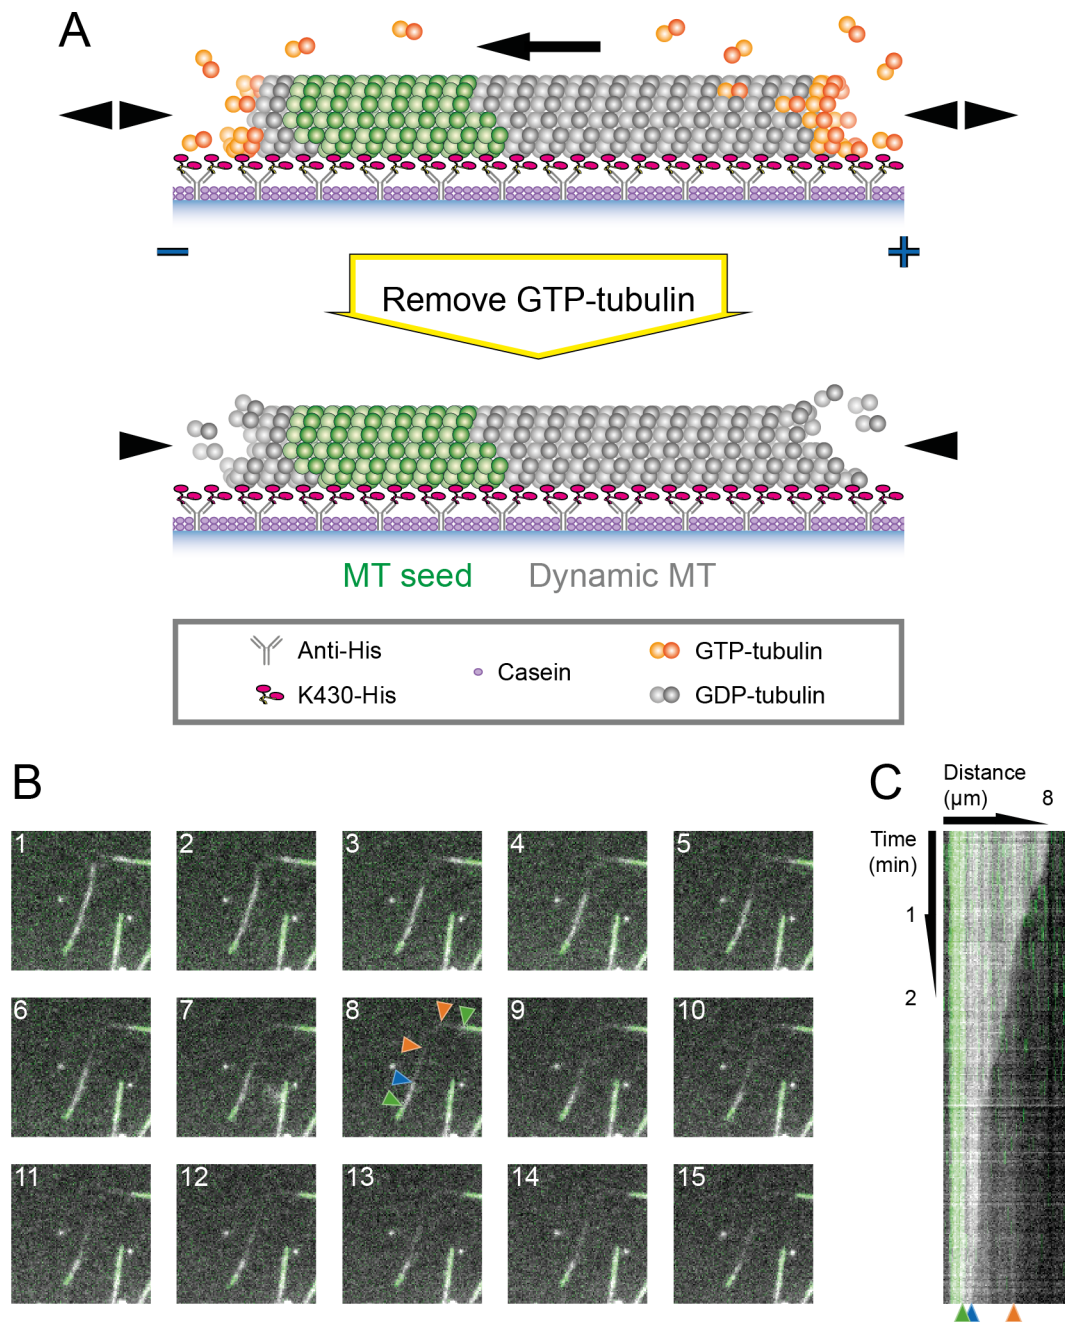 A
− +
Remove GTP-tubulin
MT seed Dynamic MT
Anti-His
Casein
GTP-tubulin
K430-His
GDP-tubulin
B
1 2 3 4 5
6 7 8 9 10
11 12 13 14 15
C
Distance
(µm) 8
Time
(min)
1
2